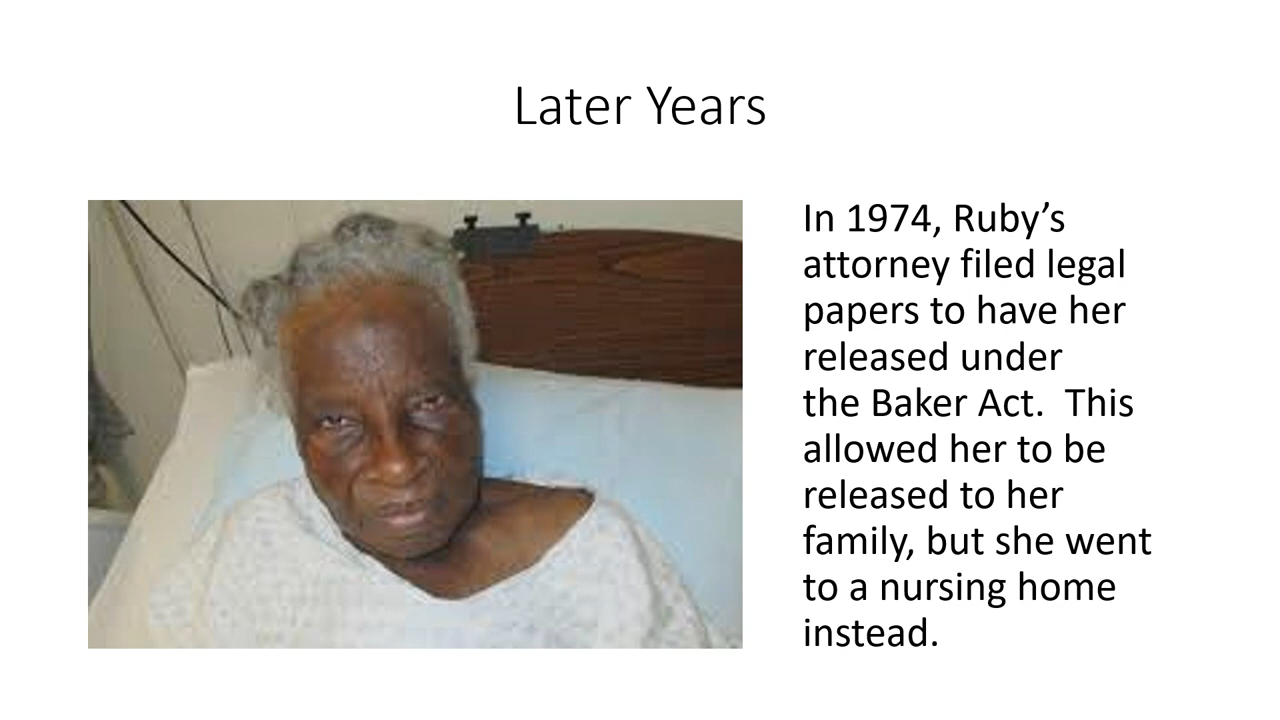 Later Years
In 1974, Ruby’s
attorney filed legal
papers to have her
released under
the Baker Act.  This
allowed her to be
released to her
family, but she went
to a nursing home
instead.